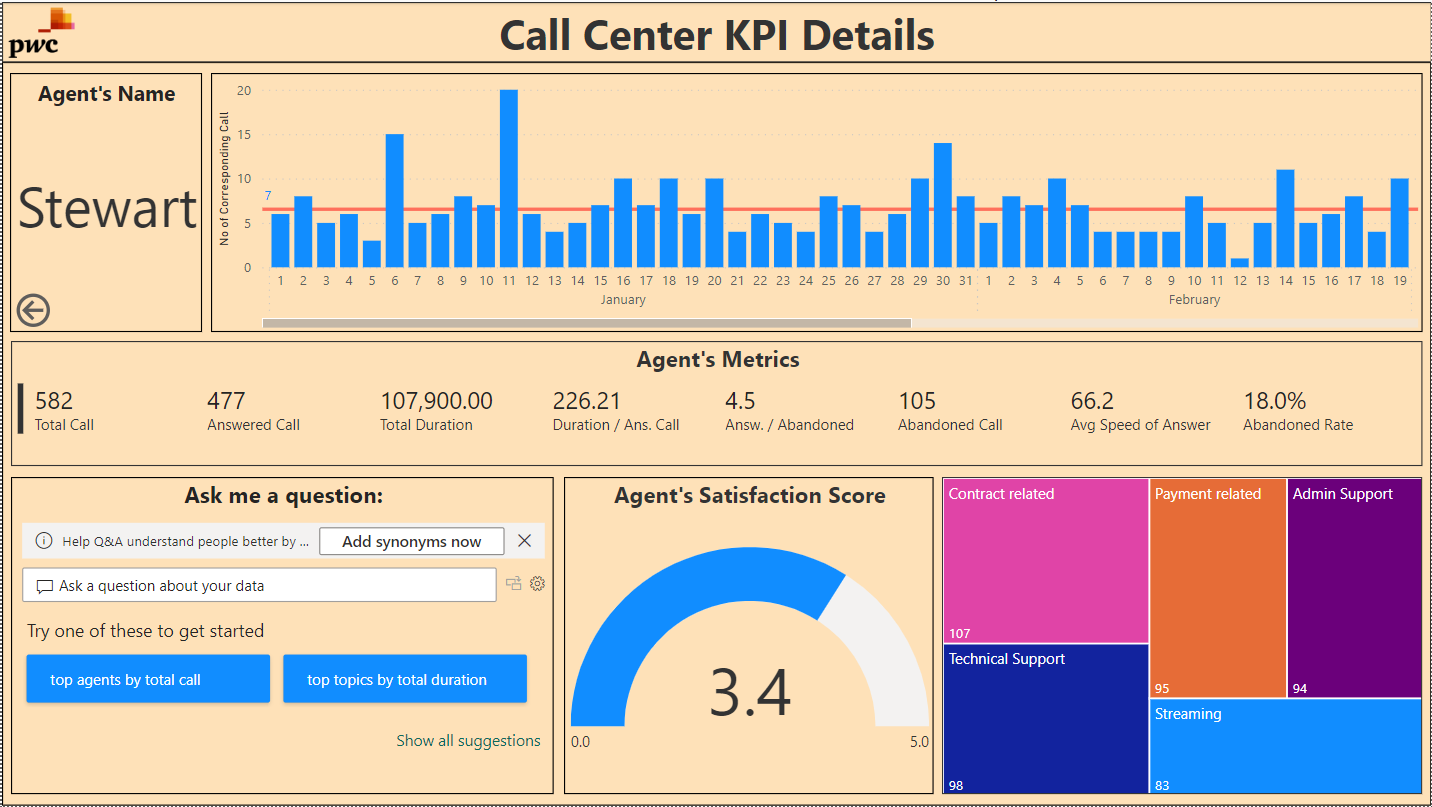 pwc
Call Center KPI Details
Agent's Name
Stewart
No of Corresponding Call
20
15
10
5
0
7
1 2 3 4 5 6 7 8 9 10 11 12 13 14 15 16 17 18 19 20 21 22 23 24 25 26 27 28 29 30 31 1 2 3 4 5 6 7 8 9 10 11 12 13 14 15 16 17 18 19
January February
Agent's Metrics
582 477 107,900.00 226.21 4.5 105 66.2 18.0%
Total Call Answered Call Total Duration Duration / Ans. Call Answ. / Abandoned Abandoned Call Avg Speed of Answer Abandoned Rate
Ask me a question:
Help Q&A understand people better by ... Add synonyms now
Ask a question about your data
Try one of these to get started
top agents by total call top topics by total duration
Show all suggestions
Agent's Satisfaction Score
3.4
0.0 5.0
Contract related
107
Technical Support
98
Payment related
95
Admin Support
94
Streaming
83